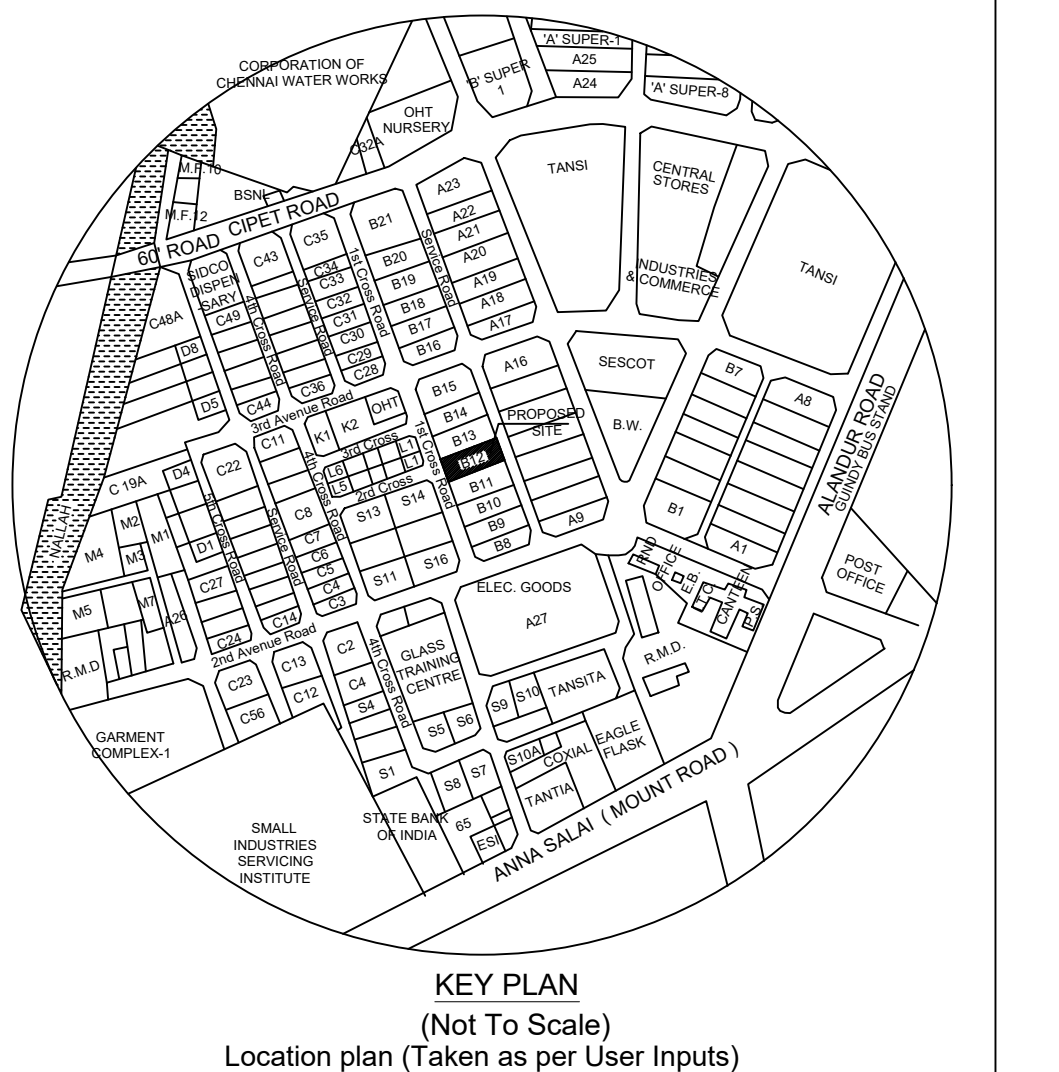 CORPORATION OF
CHENNAI WATER WORKS
OHT
NURSERY
C32A
'B' SUPER
1
'A' SUPER-1
A25
A24
'A' SUPER-8
M.F.10
M.F.12
BSNL
60' ROAD CIPET ROAD
TANSI
CENTRAL
STORES
INDUSTRIES
& COMMERCE
TANSI
SIDCO
DISPEN
SARY
C48A
C49
C43
C35
C34
C33
C32
C31
C30
C29
C28
C36
C44
4th Cross Road
Service Road
1st Cross Road
Service Road
B21
B20
B19
B18
B17
B16
A23
A22
A21
A20
A19
A18
A17
D8
D5
3rd Avenue Road
K1
K2
OHT
3rd Cross
L6
L5
L1
L1
2nd Cross
1st Cross Road
B15
B14
B13
B12
B11
B10
B9
B8
A16
PROPOSED
SITE
A9
SESCOT
B.W.
B7
B1
A8
A1
ALANDUR ROAD
GUINDY BUS STAND
POST
OFFICE
NALLAH
C 19A
D4
D1
M2
M1
M3
M4
M5
M7
A26
R.M.D
C22
C27
C24
5th Cross Road
C11
C8
C7
C6
C5
C4
C3
C14
Service Road
4th Cross Road
S13
S14
S11
S16
2nd Avenue Road
C23
C56
C13
C12
C2
C4
S4
S1
4th Cross Road
GLASS
TRAINING
CENTRE
S5
S6
ELEC. GOODS
A27
RND
OFFICE
E.B.
T.C.
CANTEEN
P.S
R.M.D.
S9
S10
TANSITA
S10A
COXIAL
EAGLE
FLASK
TANTIA
S8
S7
65
ESI
STATE BANK
OF INDIA
GARMENT
COMPLEX-1
SMALL
INDUSTRIES
SERVICING
INSTITUTE
ANNA SALAI ( MOUNT ROAD )
KEY PLAN
(Not To Scale)
Location plan (Taken as per User Inputs)